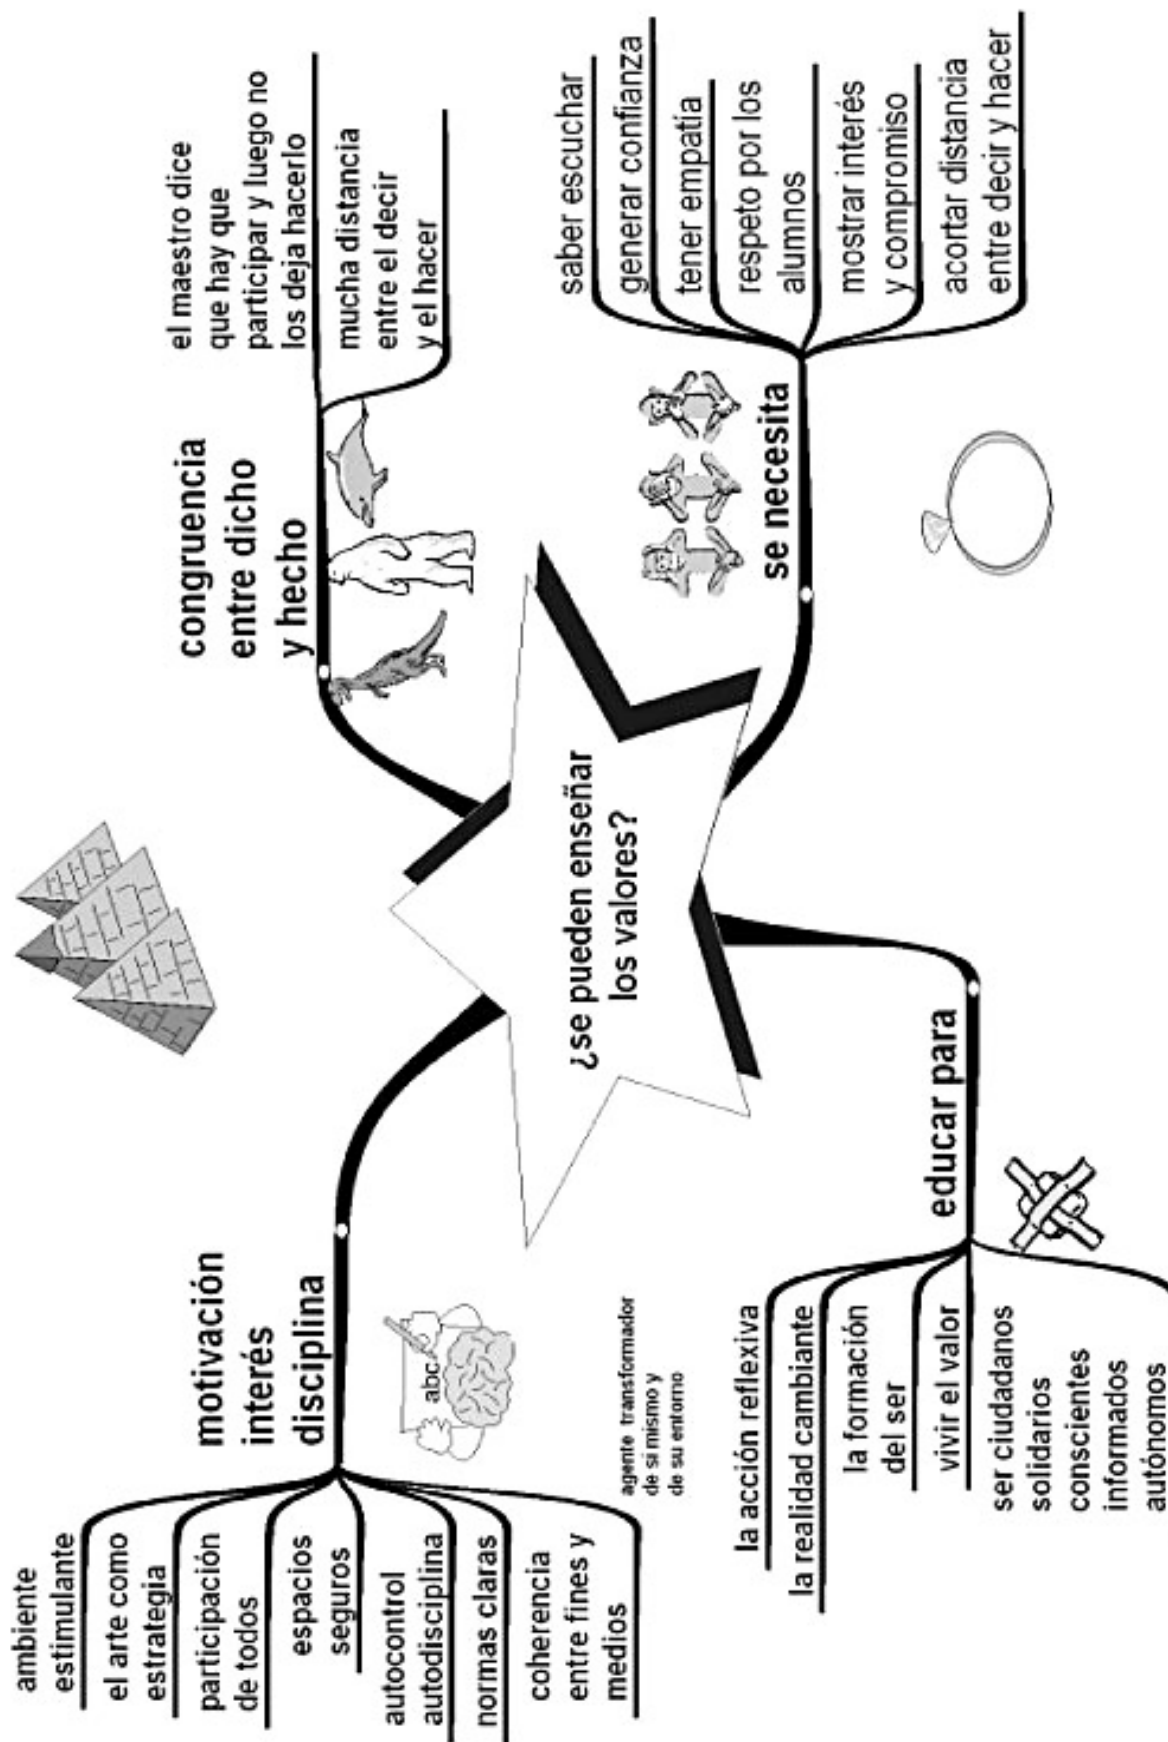 ¿se pueden enseñar
los valores?
congruencia
entre dicho
y hecho
el maestro dice
que hay que
participar y luego no
los deja hacerlo
mucha distancia
entre el decir
y el hacer
se necesita
saber escuchar
generar confianza
tener empatía
respeto por los
alumnos
mostrar interés
y compromiso
acortar distancia
entre decir y hacer
educar para
la acción reflexiva
la realidad cambiante
la formación
del ser
vivir el valor
ser ciudadanos
solidarios
conscientes
informados
autónomos
motivación
interés
disciplina
ambiente
estimulante
el arte como
estrategia
participación
de todos
espacios
seguros
autocontrol
autodisciplina
normas claras
coherencia
entre fines y
medios
abc
agente transformador
de si mismo y
de su entorno